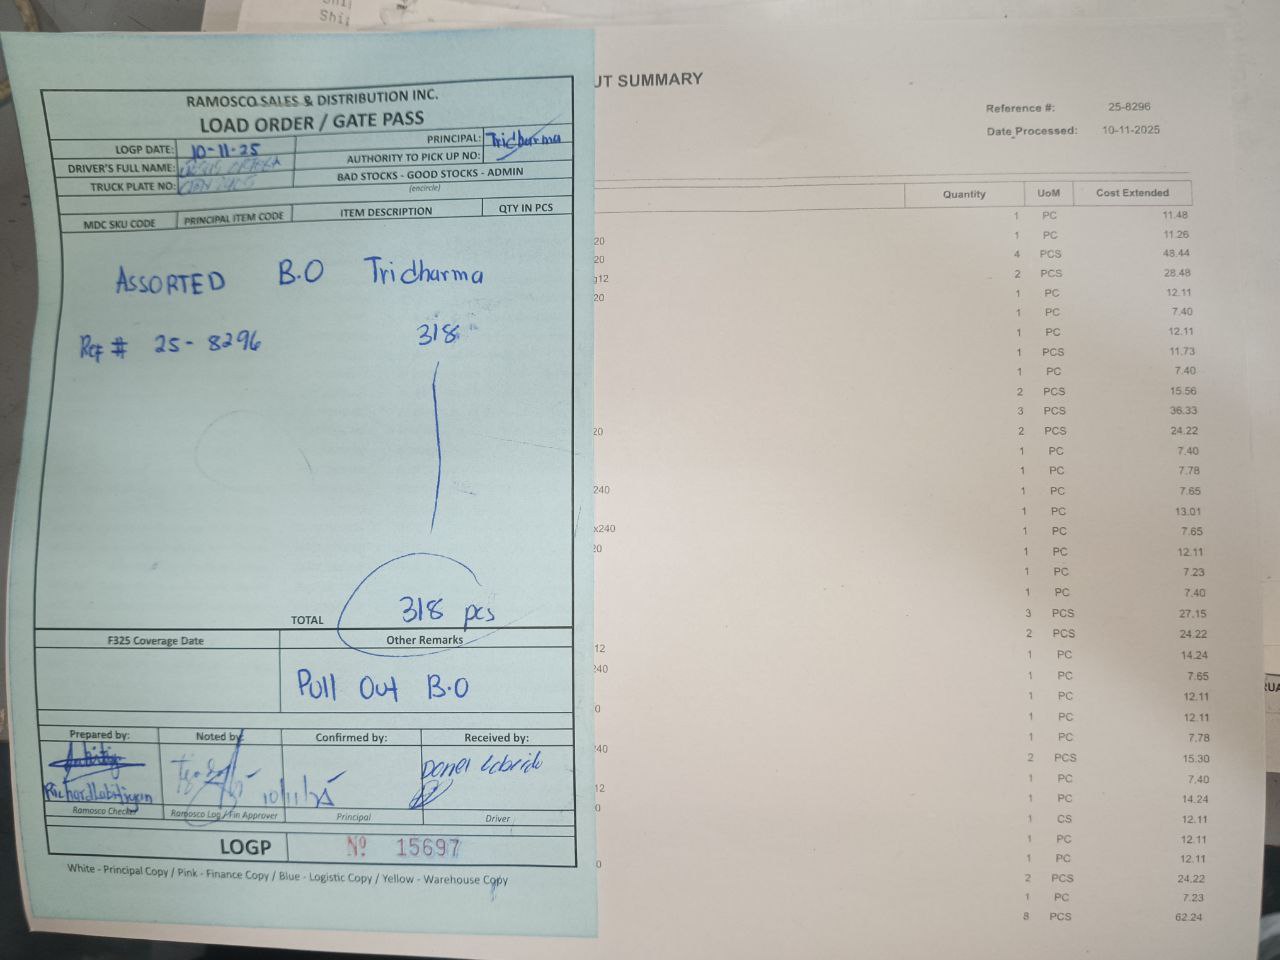 Shi
RAMOSCO SALES & DISTRIBUTION INC.
LOAD ORDER / GATE PASS
LOGP DATE: 10-11-25
PRINCIPAL: Tridharma
DRIVER'S FULL NAME:
AUTHORITY TO PICK UP NO:
TRUCK PLATE NO:
BAD STOCKS - GOOD STOCKS - ADMIN
(encircle)
MDC SKU CODE PRINCIPAL ITEM CODE ITEM DESCRIPTION QTY IN PCS
ASSORTED B.O Tridharma
Ref # 25-8296 318
TOTAL 318 pcs
F325 Coverage Date Other Remarks
Pull Out B.O
Prepared by: Noted by: Confirmed by: Received by:
10/11/25
Ramosco Checker Ramosco Log / Fin Approver Principal Driver
LOGP Nº 15697
White - Principal Copy / Pink - Finance Copy / Blue - Logistic Copy / Yellow - Warehouse Copy
UT SUMMARY
Reference #: 25-8296
Date_Processed: 10-11-2025
Quantity UoM Cost Extended
1 PC 11.48
20 1 PC 11.26
20 4 PCS 48.44
g12 2 PCS 28.48
20 1 PC 12.11
1 PC 7.40
1 PC 12.11
1 PCS 11.73
1 PC 7.40
2 PCS 15.56
3 PCS 36.33
20 2 PCS 24.22
1 PC 7.40
1 PC 7.78
240 1 PC 7.65
1 PC 13.01
x240 1 PC 7.65
20 1 PC 12.11
1 PC 7.23
1 PC 7.40
3 PCS 27.15
2 PCS 24.22
12 1 PC 14.24
240 1 PC 7.65
1 PC 12.11
0 1 PC 12.11
1 PC 7.78
40 2 PCS 15.30
1 PC 7.40
12 1 PC 14.24
0 1 CS 12.11
1 PC 12.11
1 PC 12.11
0 2 PCS 24.22
1 PC 7.23
8 PCS 62.24
RUA